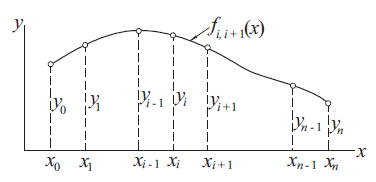 y
f_{i, i+1}(x)
y_0 y_1 y_{i-1} y_i y_{i+1} y_{n-1} y_n
x
x_0 x_1 x_{i-1} x_i x_{i+1} x_{n-1} x_n